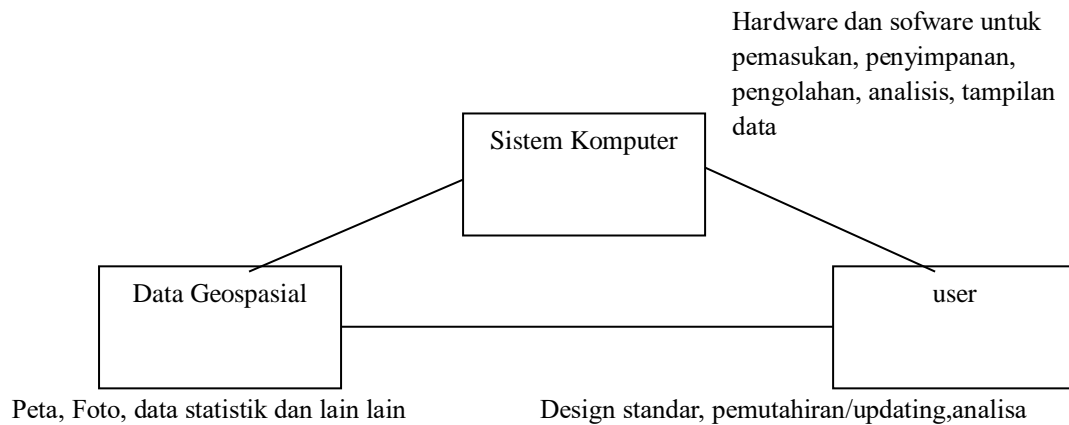 Hardware dan sofware untuk
pemasukan, penyimpanan,
pengolahan, analisis, tampilan
data
Sistem Komputer
Data Geospasial
user
Peta, Foto, data statistik dan lain lain
Design standar, pemutahiran/updating,analisa